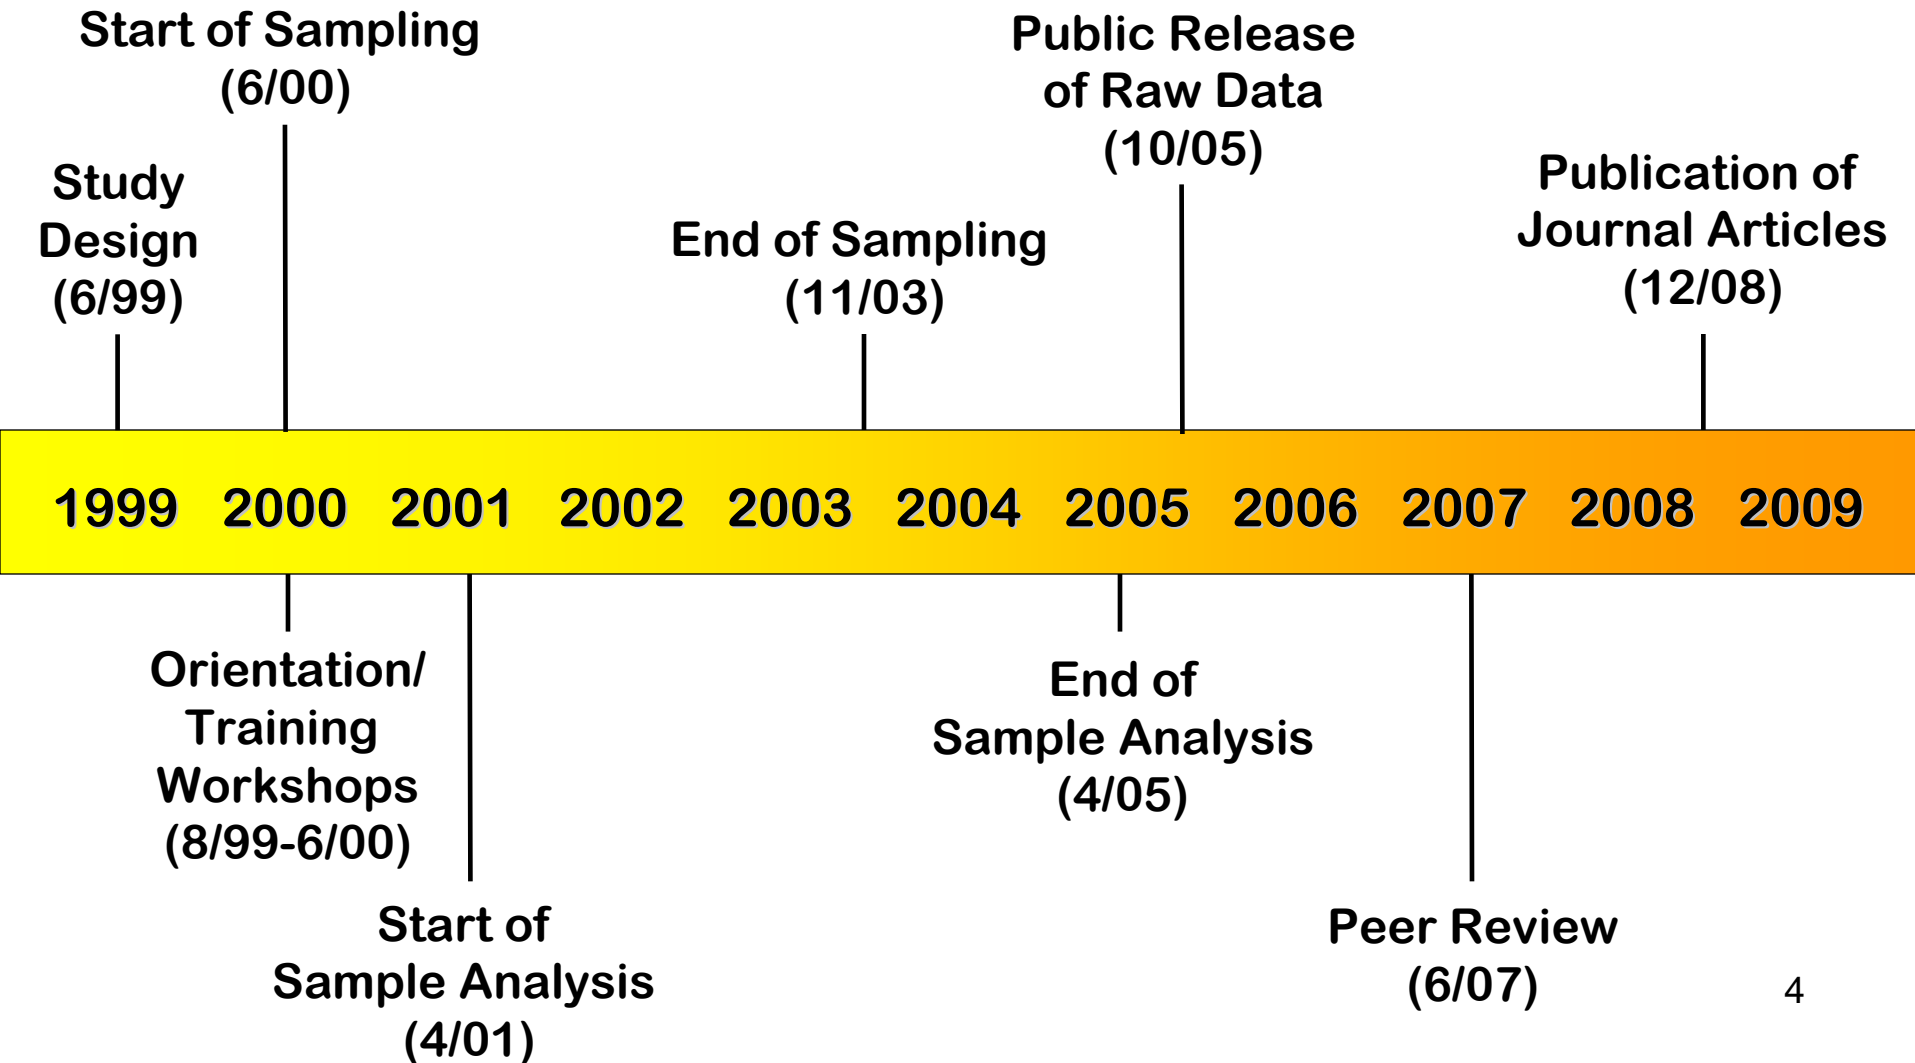 Start of Sampling
(6/00)
Public Release
of Raw Data
(10/05)
Study
Design
(6/99)
End of Sampling
(11/03)
Publication of
Journal Articles
(12/08)
1999 2000 2001 2002 2003 2004 2005 2006 2007 2008 2009
Orientation/
Training
Workshops
(8/99-6/00)
End of
Sample Analysis
(4/05)
Start of
Sample Analysis
(4/01)
Peer Review
(6/07)
4